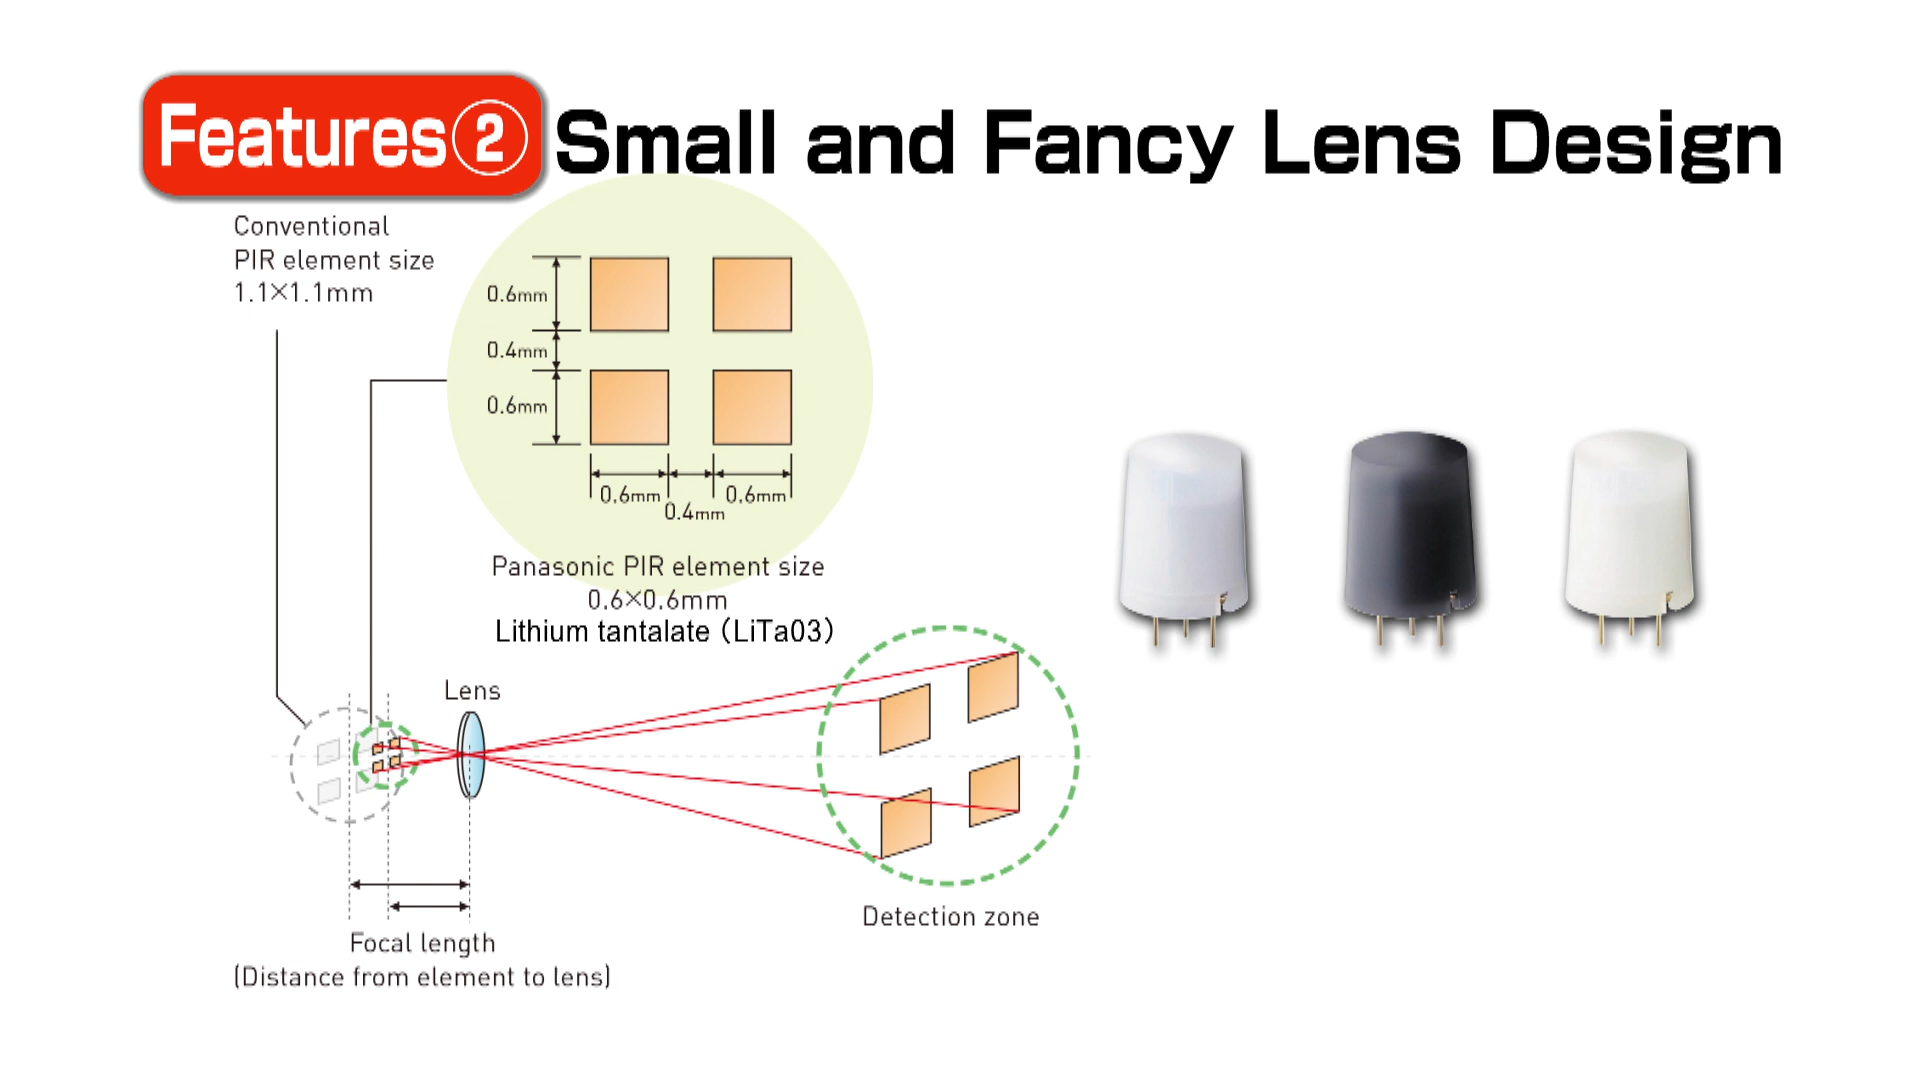 Features② Small and Fancy Lens Design
Conventional
PIR element size
1.1×1.1mm
0.6mm
0.4mm
0.6mm
0.6mm
0.6mm
0.4mm
Panasonic PIR element size
0.6×0.6mm
Lithium tantalate (LiTa03)
Lens
Detection zone
Focal length
(Distance from element to lens)